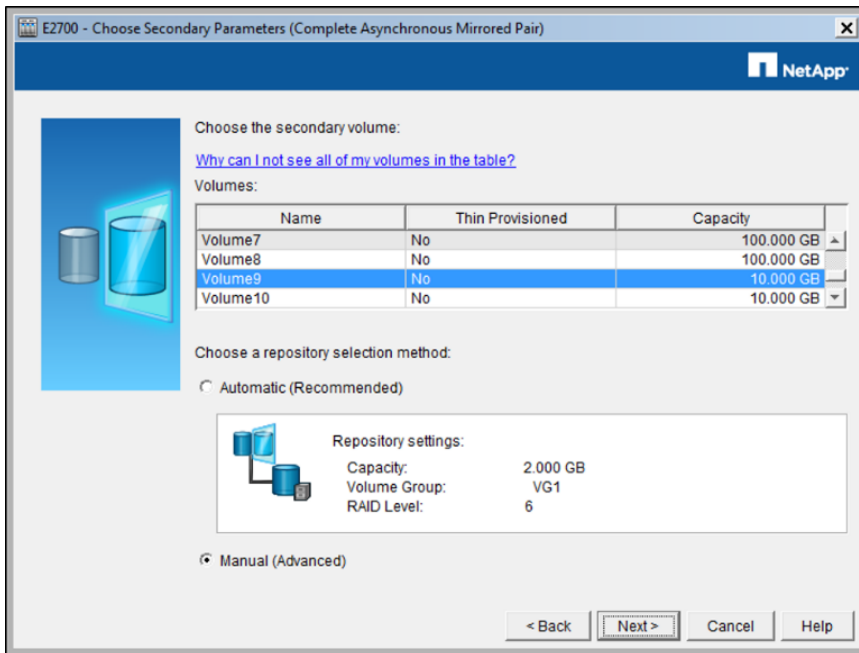 E2700 - Choose Secondary Parameters (Complete Asynchronous Mirrored Pair)
NetApp
Choose the secondary volume:
Why can I not see all of my volumes in the table?
Volumes:
Name Thin Provisioned Capacity
Volume7 No 100.000 GB
Volume8 No 100.000 GB
Volume9 No 10.000 GB
Volume10 No 10.000 GB
Choose a repository selection method:
Automatic (Recommended)
Repository settings:
Capacity: 2.000 GB
Volume Group: VG1
RAID Level: 6
Manual (Advanced)
< Back Next > Cancel Help